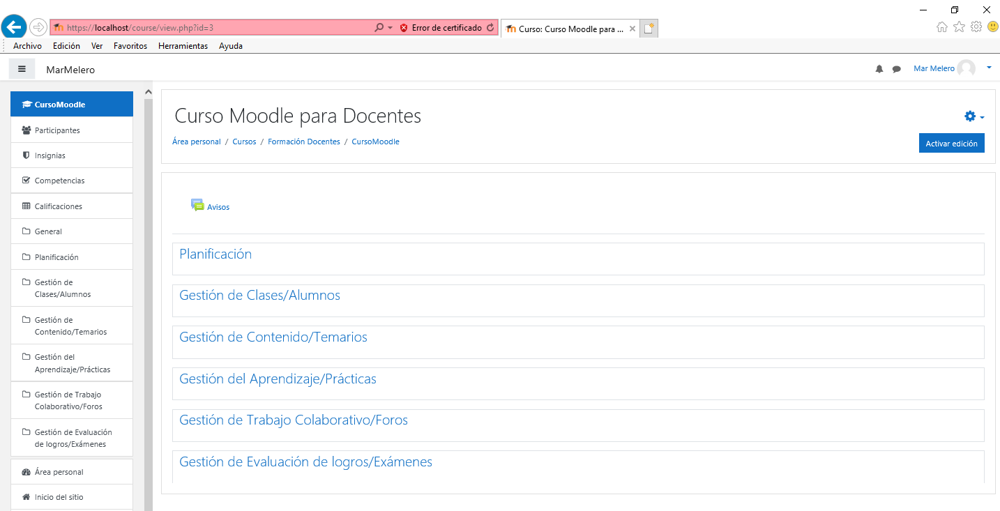 https://localhost/course/view.php?id=3
Error de certificado
Curso: Curso Moodle para ...
Archivo Edición Ver Favoritos Herramientas Ayuda
MarMelero
Mar Melero
CursoMoodle
Participantes
Insignias
Competencias
Calificaciones
General
Planificación
Gestión de
Clases/Alumnos
Gestión de
Contenido/Temarios
Gestión del
Aprendizaje/Prácticas
Gestión de Trabajo
Colaborativo/Foros
Gestión de Evaluación
de logros/Exámenes
Área personal
Inicio del sitio
Curso Moodle para Docentes
Área personal / Cursos / Formación Docentes / CursoMoodle
Activar edición
Avisos
Planificación
Gestión de Clases/Alumnos
Gestión de Contenido/Temarios
Gestión del Aprendizaje/Prácticas
Gestión de Trabajo Colaborativo/Foros
Gestión de Evaluación de logros/Exámenes